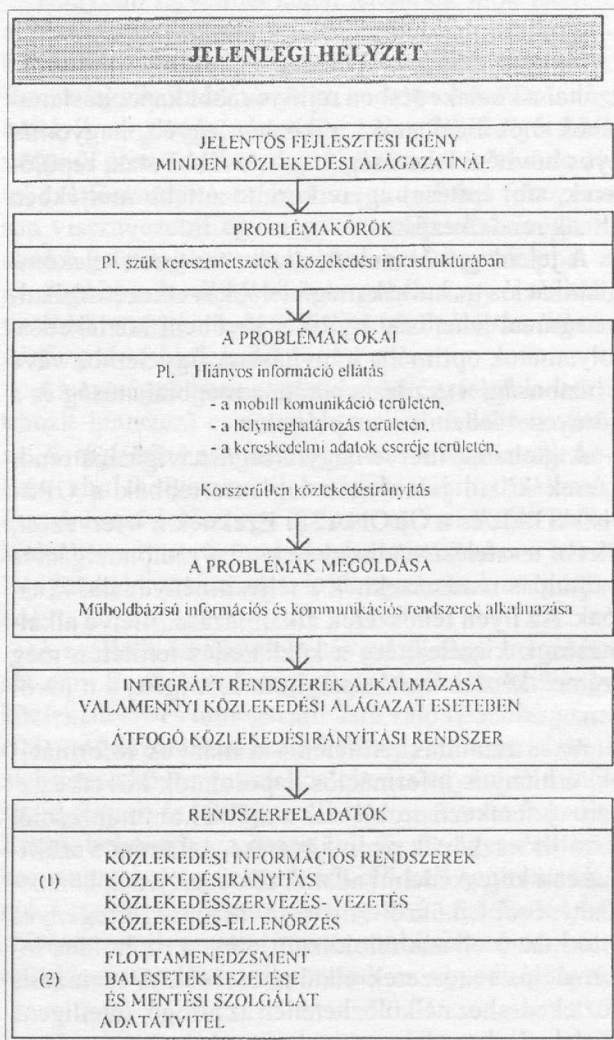 JELENLEGI HELYZET
JELENTŐS FEJLESZTÉSI IGÉNY
MINDEN KÖZLEKEDÉSI ALÁGAZATNÁL
PROBLÉMAKÖRÖK
Pl. szűk keresztmetszetek a közlekedési infrastruktúrában
A PROBLÉMÁK OKAI
Pl. Hiányos információ ellátás
- a mobil kommunikáció területén,
- a helymeghatározás területén,
- a kereskedelmi adatok cseréje területén,
Korszerűtlen közlekedésirányítás
A PROBLÉMÁK MEGOLDÁSA
Műholdbázisú információs és kommunikációs rendszerek alkalmazása
INTEGRÁLT RENDSZEREK ALKALMAZÁSA
VALAMENNYI KÖZLEKEDÉSI ALÁGAZAT ESETÉBEN
ÁTFOGÓ KÖZLEKEDÉSIRÁNYÍTÁSI RENDSZER
RENDSZERFELADATOK
KÖZLEKEDÉSI INFORMÁCIÓS RENDSZEREK
(1) KÖZLEKEDÉSIRÁNYÍTÁS
KÖZLEKEDÉSSZERVEZÉS- VEZETÉS
KÖZLEKEDÉS-ELLENŐRZÉS
FLOTTAMENEDZSMENT
(2) BALESETEK KEZELÉSE
ÉS MENTÉSI SZOLGÁLAT
ADATÁTVITEL